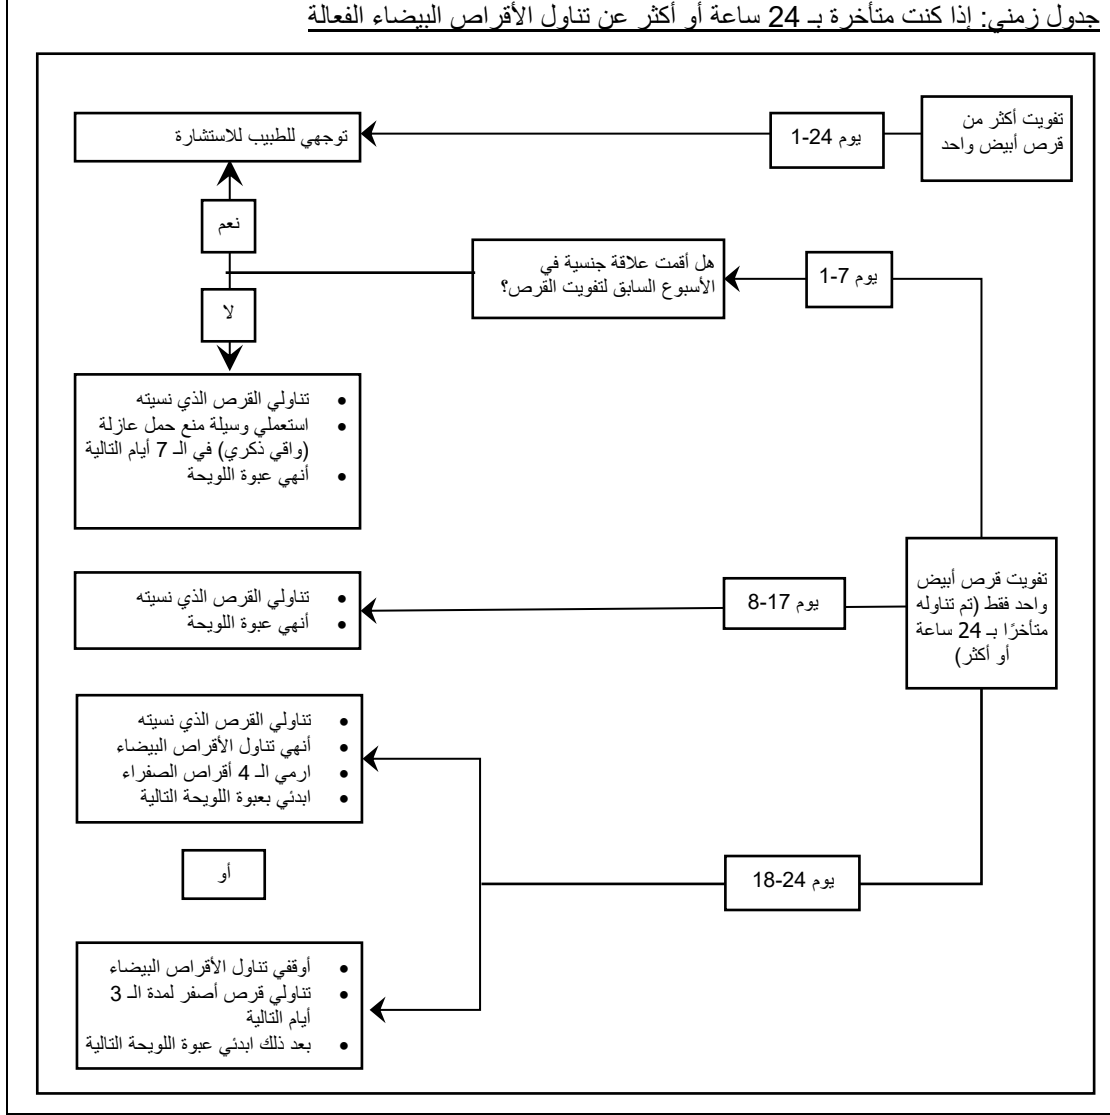 جدول زمني: إذا كنت متأخرة بـ 24 ساعة أو أكثر عن تناول الأقراص البيضاء الفعالة
تفويت أكثر من
قرص أبيض واحد
يوم 1-24
توجهي للطبيب للاستشارة
نعم
هل أقمت علاقة جنسية في
الأسبوع السابق لتفويت القرص؟
يوم 1-7
لا
• تناولي القرص الذي نسيته
• استعملي وسيلة منع حمل عازلة
(واقي ذكري) في الـ 7 أيام التالية
• أنهي عبوة اللويحة
تفويت قرص أبيض
واحد فقط (تم تناوله
متأخرًا بـ 24 ساعة
أو أكثر)
يوم 8-17
• تناولي القرص الذي نسيته
• أنهي عبوة اللويحة
• تناولي القرص الذي نسيته
• أنهي تناول الأقراص البيضاء
• ارمي الـ 4 أقراص الصفراء
• ابدئي بعبوة اللويحة التالية
أو
يوم 18-24
• أوقفي تناول الأقراص البيضاء
• تناولي قرص أصفر لمدة الـ 3
أيام التالية
• بعد ذلك ابدئي عبوة اللويحة التالية